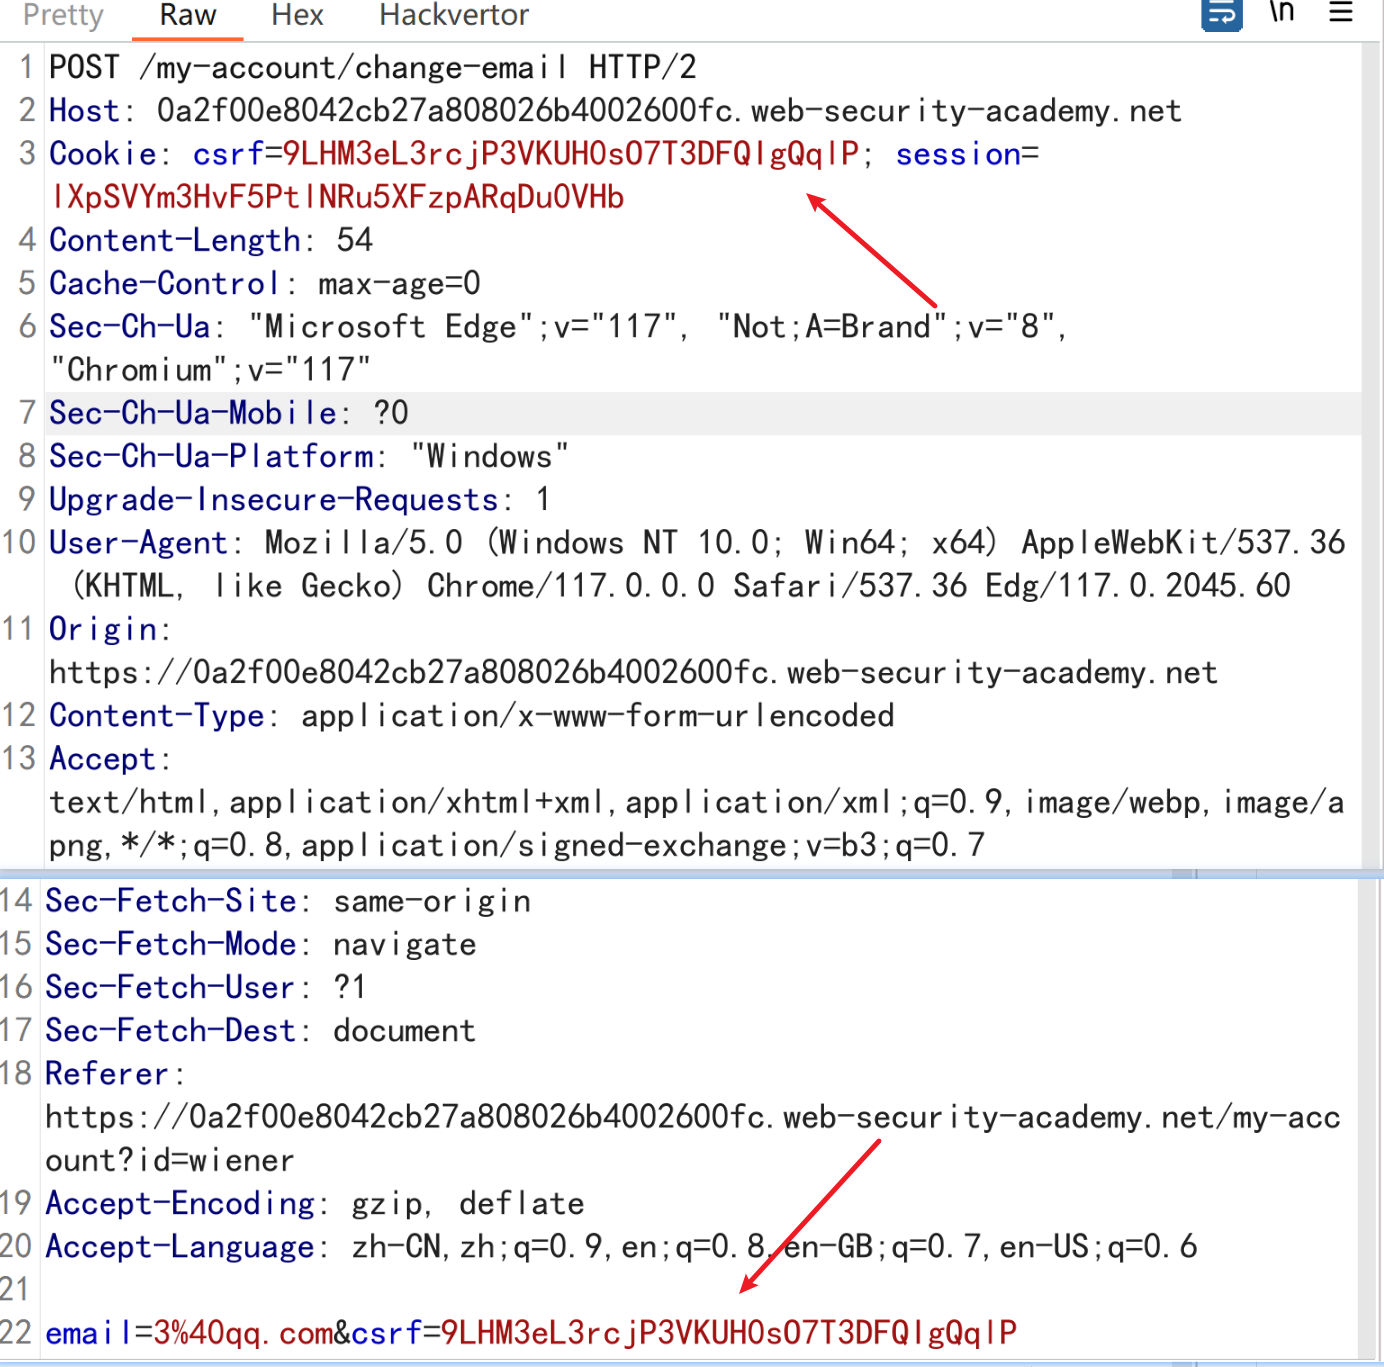 Pretty Raw Hex Hackvertor \n
1 POST /my-account/change-email HTTP/2
2 Host: 0a2f00e8042cb27a808026b4002600fc.web-security-academy.net
3 Cookie: csrf=9LHM3eL3rcjP3VKUH0sO7T3DFQlgQqlP; session=
lXpSVYm3HvF5PtlNRu5XFzpARqDu0VHb
4 Content-Length: 54
5 Cache-Control: max-age=0
6 Sec-Ch-Ua: "Microsoft Edge";v="117", "Not;A=Brand";v="8",
"Chromium";v="117"
7 Sec-Ch-Ua-Mobile: ?0
8 Sec-Ch-Ua-Platform: "Windows"
9 Upgrade-Insecure-Requests: 1
10 User-Agent: Mozilla/5.0 (Windows NT 10.0; Win64; x64) AppleWebKit/537.36
(KHTML, like Gecko) Chrome/117.0.0.0 Safari/537.36 Edg/117.0.2045.60
11 Origin:
https://0a2f00e8042cb27a808026b4002600fc.web-security-academy.net
12 Content-Type: application/x-www-form-urlencoded
13 Accept:
text/html,application/xhtml+xml,application/xml;q=0.9,image/webp,image/a
png,*/*;q=0.8,application/signed-exchange;v=b3;q=0.7
14 Sec-Fetch-Site: same-origin
15 Sec-Fetch-Mode: navigate
16 Sec-Fetch-User: ?1
17 Sec-Fetch-Dest: document
18 Referer:
https://0a2f00e8042cb27a808026b4002600fc.web-security-academy.net/my-acc
ount?id=wiener
19 Accept-Encoding: gzip, deflate
20 Accept-Language: zh-CN,zh;q=0.9,en;q=0.8,en-GB;q=0.7,en-US;q=0.6
21
22 email=3%40qq.com&csrf=9LHM3eL3rcjP3VKUH0sO7T3DFQlgQqlP